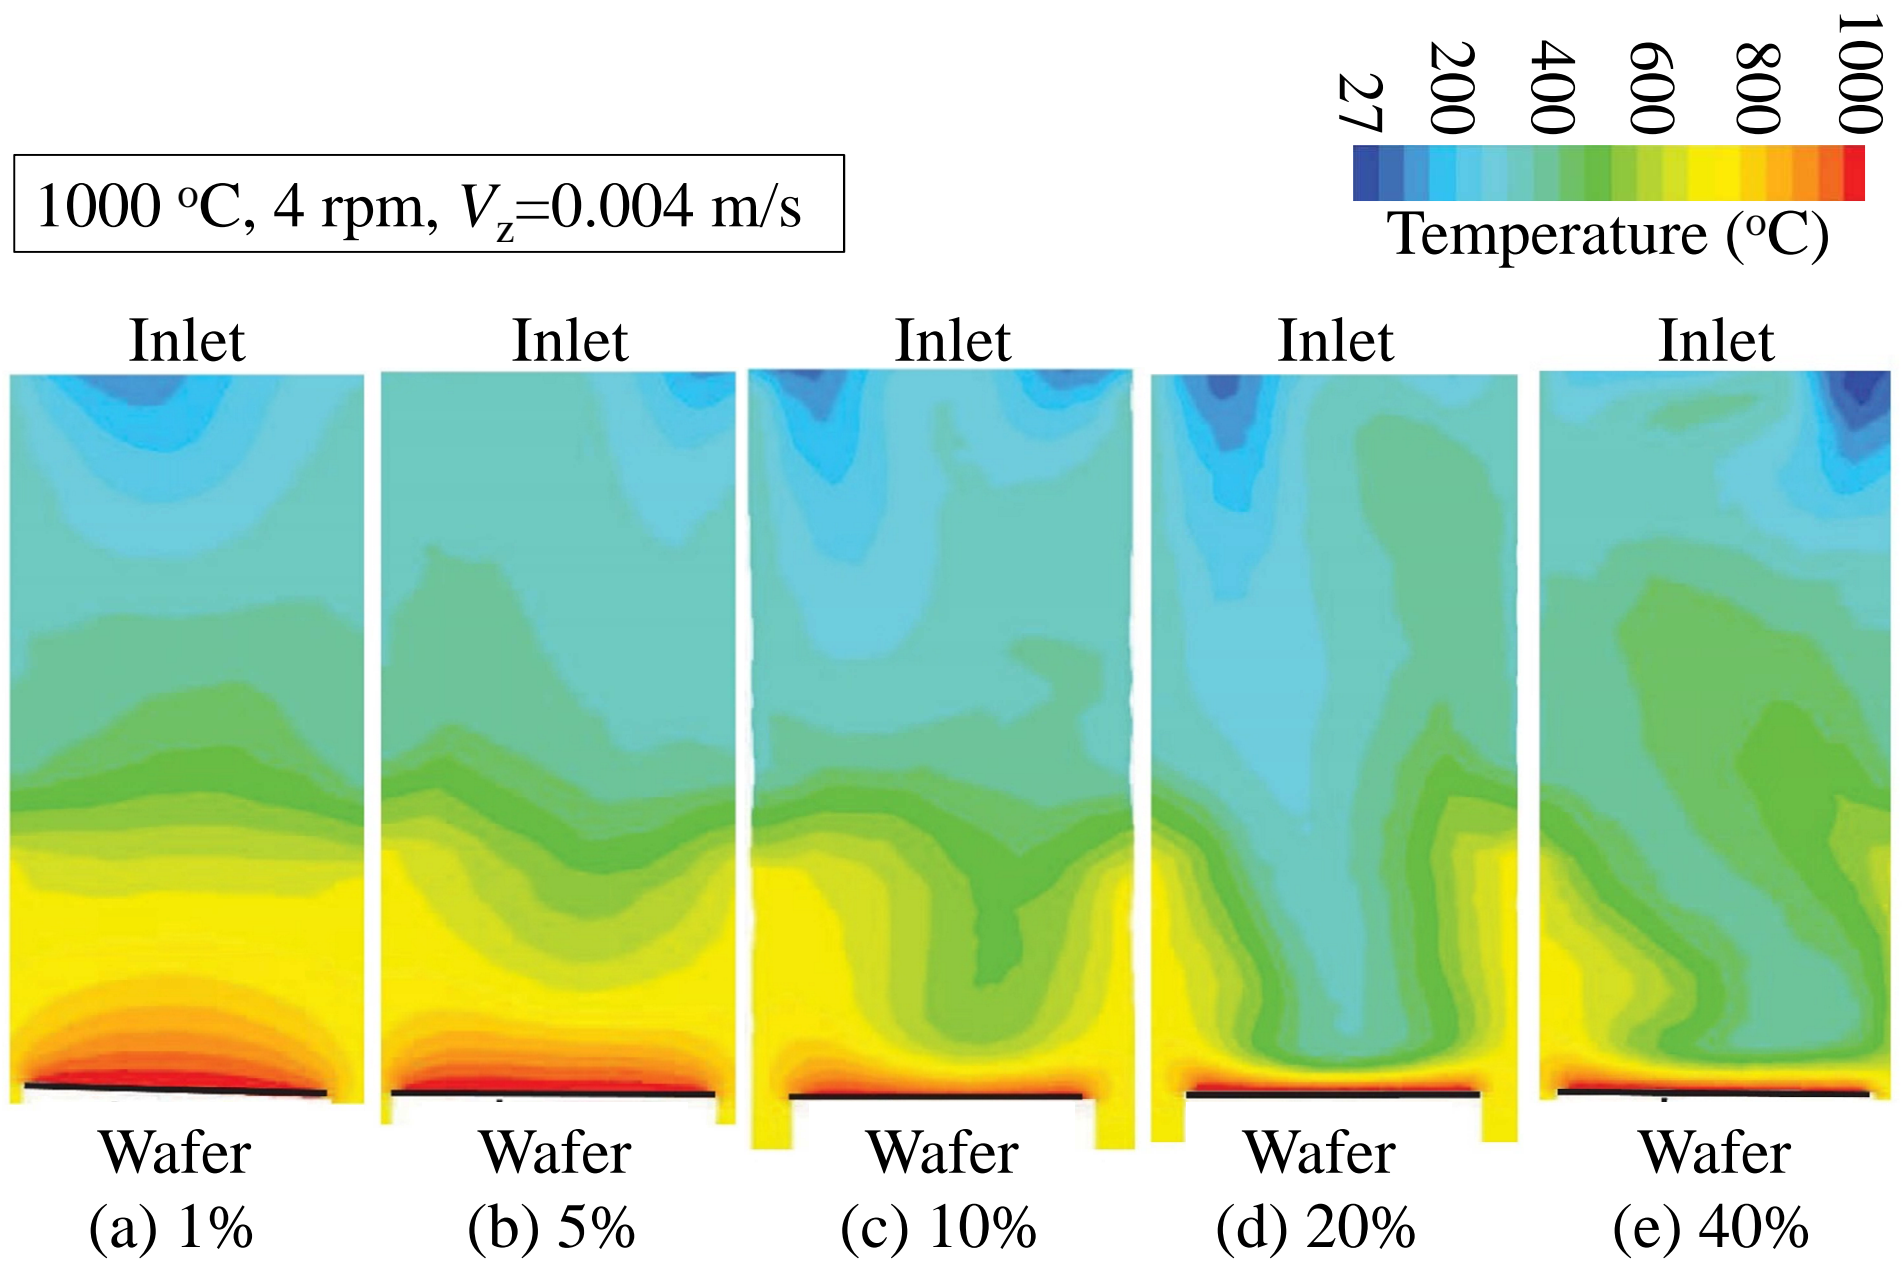 27 200 400 600 800 1000
1000 °C, 4 rpm, Vz=0.004 m/s
Temperature (°C)
Inlet Inlet Inlet Inlet Inlet
Wafer Wafer Wafer Wafer Wafer
(a) 1% (b) 5% (c) 10% (d) 20% (e) 40%